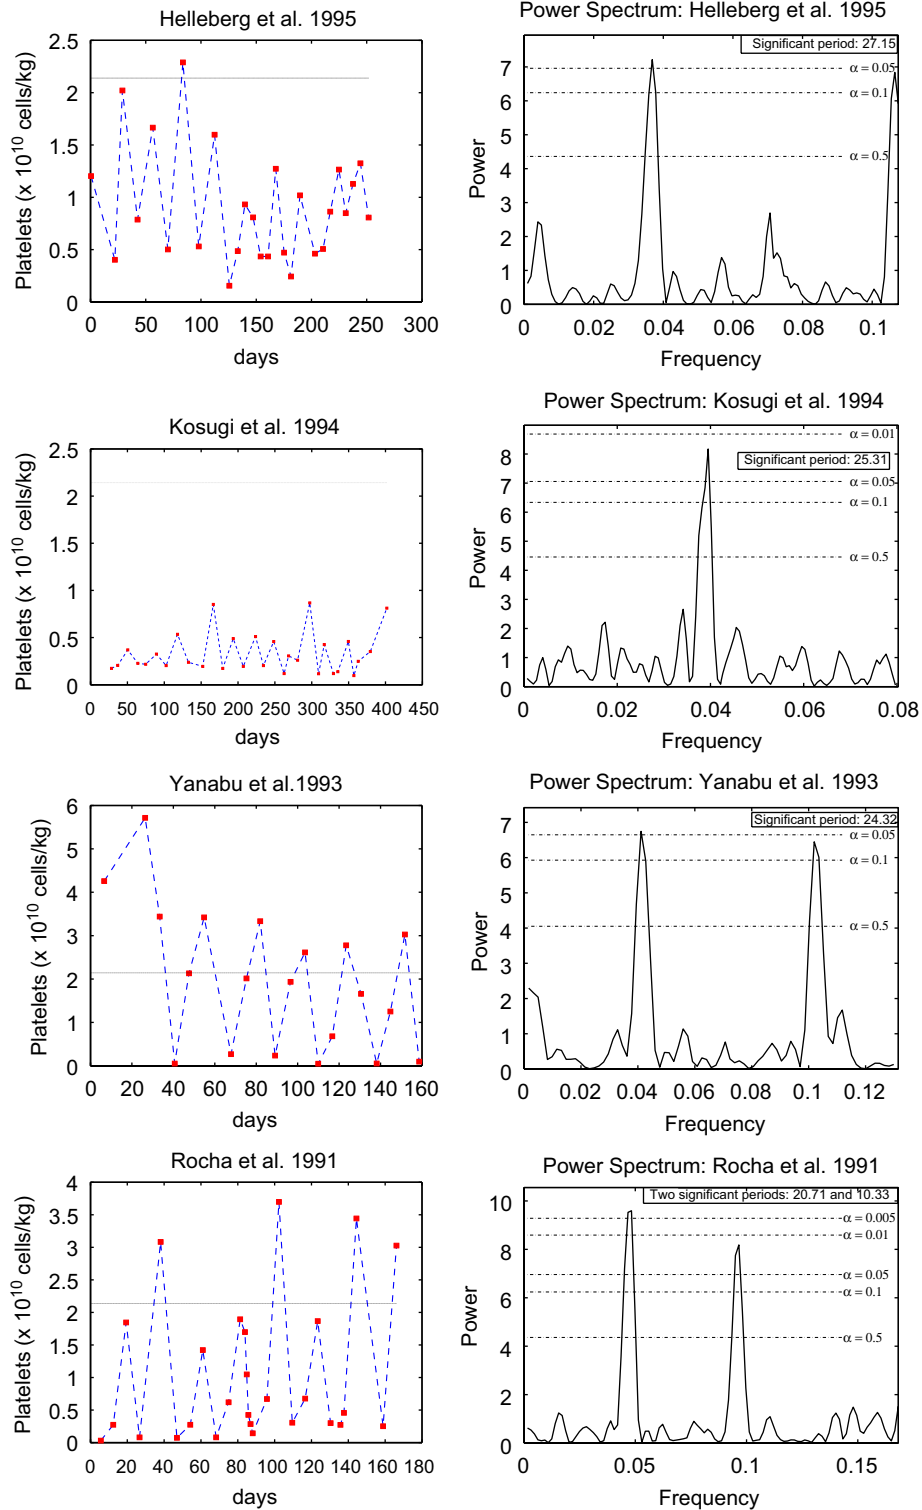 Helleberg et al. 1995
Platelets (x 10^10 cells/kg)
2.5
2
1.5
1
0.5
0
0 50 100 150 200 250 300
days
Power Spectrum: Helleberg et al. 1995
Significant period: 27.15
Power
7
6
5
4
3
2
1
0
α = 0.05
α = 0.1
α = 0.5
0 0.02 0.04 0.06 0.08 0.1
Frequency
Kosugi et al. 1994
Platelets (x 10^10 cells/kg)
2.5
2
1.5
1
0.5
0
0 50 100 150 200 250 300 350 400 450
days
Power Spectrum: Kosugi et al. 1994
α = 0.01
Significant period: 25.31
Power
8
7
6
5
4
3
2
1
0
α = 0.05
α = 0.1
α = 0.5
0 0.02 0.04 0.06 0.08
Frequency
Yanabu et al.1993
Platelets (x 10^10 cells/kg)
6
5
4
3
2
1
0
0 20 40 60 80 100 120 140 160
days
Power Spectrum: Yanabu et al. 1993
Significant period: 24.32
Power
7
6
5
4
3
2
1
0
α = 0.05
α = 0.1
α = 0.5
0 0.02 0.04 0.06 0.08 0.1 0.12
Frequency
Rocha et al. 1991
Platelets (x 10^10 cells/kg)
4
3.5
3
2.5
2
1.5
1
0.5
0
0 20 40 60 80 100 120 140 160 180
days
Power Spectrum: Rocha et al. 1991
Two significant periods: 20.71 and 10.33
Power
10
8
6
4
2
0
α = 0.005
α = 0.01
α = 0.05
α = 0.1
α = 0.5
0 0.05 0.1 0.15
Frequency